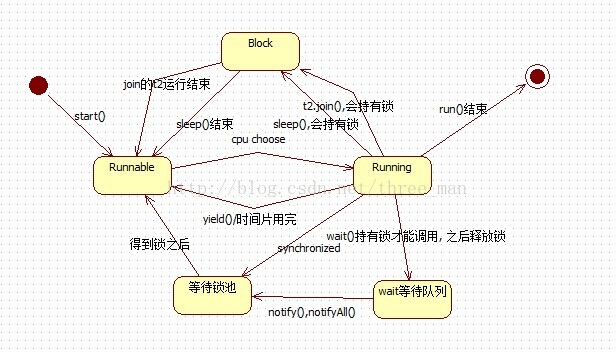 Block
join的t2运行结束
t2.join(),会持有锁
start()
run()结束
sleep()结束
sleep(),会持有锁
cpu choose
Runnable
Running
http://blog.csdn.net/three_man
yield()/时间片用完
wait()持有锁才能调用，之后释放锁
得到锁之后
synchronized
等待锁池
wait等待队列
notify(),notifyAll()